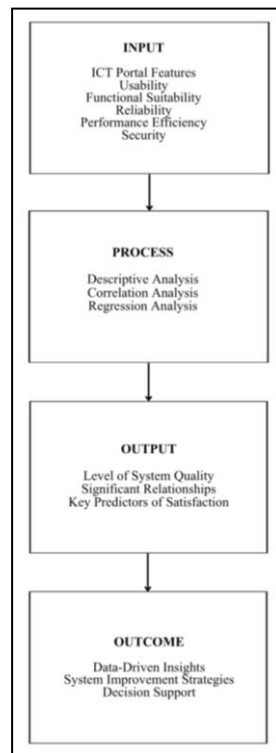 INPUT
ICT Portal Features
Usability
Functional Suitability
Reliability
Performance Efficiency
Security
PROCESS
Descriptive Analysis
Correlation Analysis
Regression Analysis
OUTPUT
Level of System Quality
Significant Relationships
Key Predictors of Satisfaction
OUTCOME
Data-Driven Insights
System Improvement Strategies
Decision Support